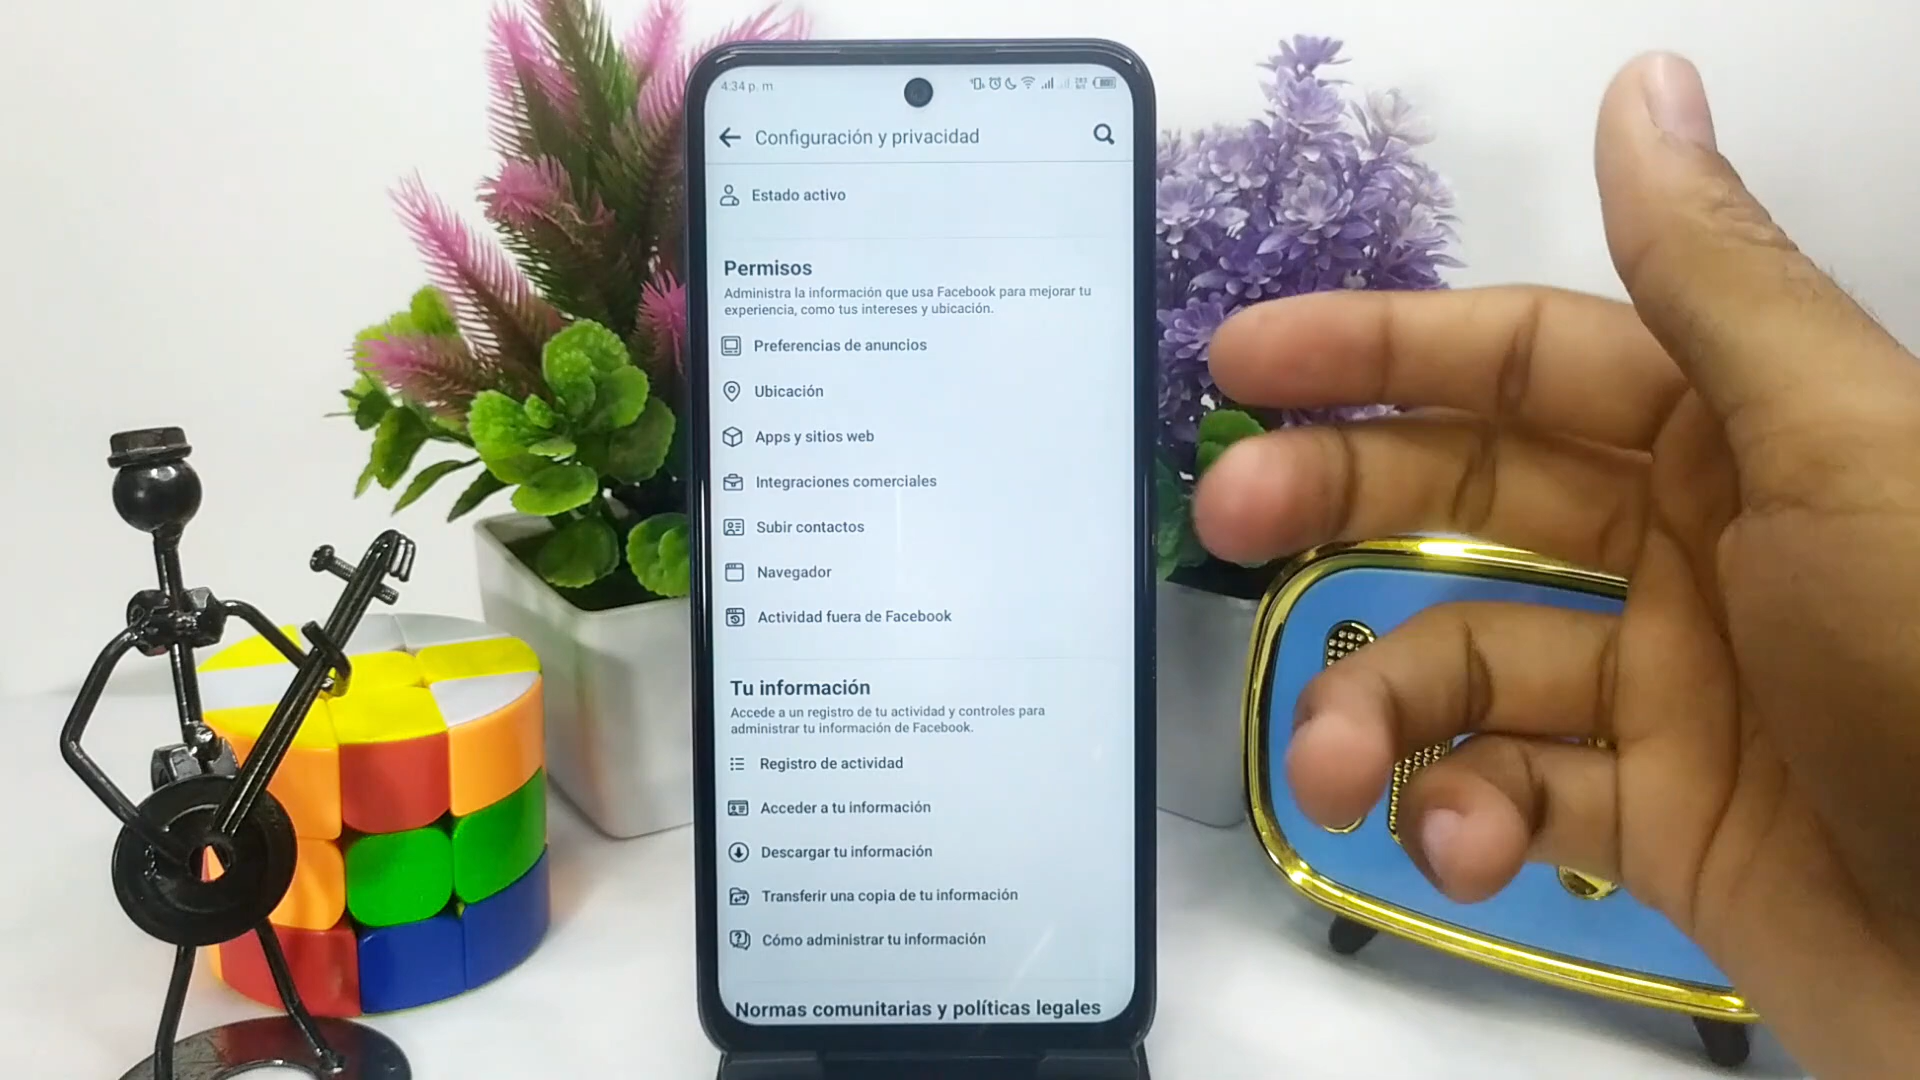 4:34 p. m.
Configuración y privacidad
Estado activo
Permisos
Administra la información que usa Facebook para mejorar tu
experiencia, como tus intereses y ubicación.
Preferencias de anuncios
Ubicación
Apps y sitios web
Integraciones comerciales
Subir contactos
Navegador
Actividad fuera de Facebook
Tu información
Accede a un registro de tu actividad y controles para
administrar tu información de Facebook.
Registro de actividad
Acceder a tu información
Descargar tu información
Transferir una copia de tu información
Cómo administrar tu información
Normas comunitarias y políticas legales